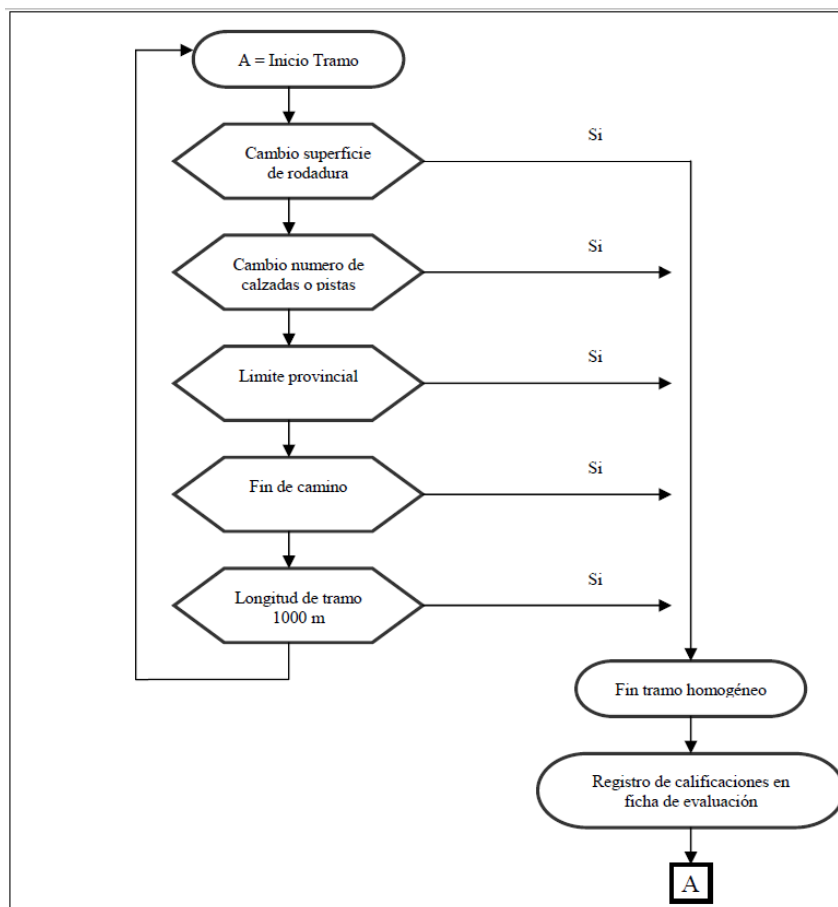 A = Inicio Tramo
Cambio superficie
de rodadura
Si
Cambio numero de
calzadas o pistas
Si
Limite provincial
Si
Fin de camino
Si
Longitud de tramo
1000 m
Si
Fin tramo homogéneo
Registro de calificaciones en
ficha de evaluación
A